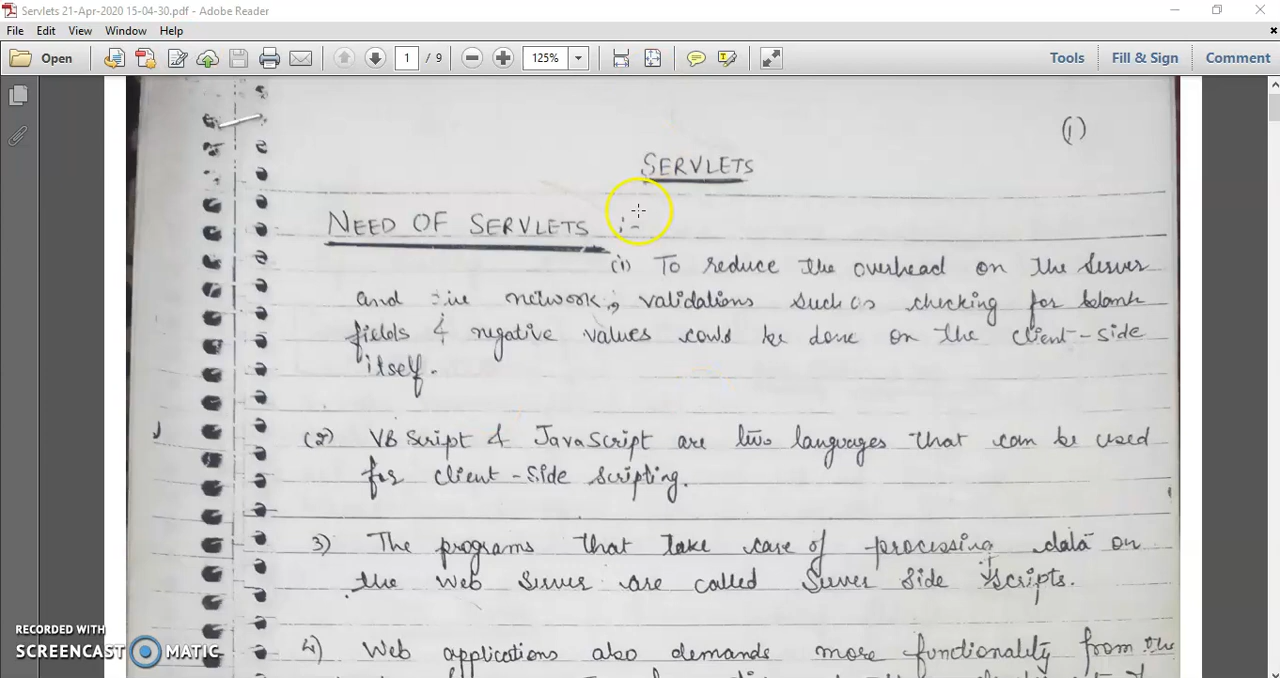 Servlets 21-Apr-2020 15-04-30.pdf - Adobe Reader
File Edit View Window Help
Open 1 / 9 125% Tools Fill & Sign Comment
(1)
SERVLETS
NEED OF SERVLETS :-
(i) To reduce the overhead on the server
and the network, validations such as checking for blank
fields & negative values could be done on the client-side
itself.
(2) VB Script & JavaScript are two languages that can be used
for client-side scripting.
3) The programs that take care of processing data on
the web server are called Server Side Scripts.
4) Web applications also demands more functionality from the
RECORDED WITH
SCREENCAST MATIC